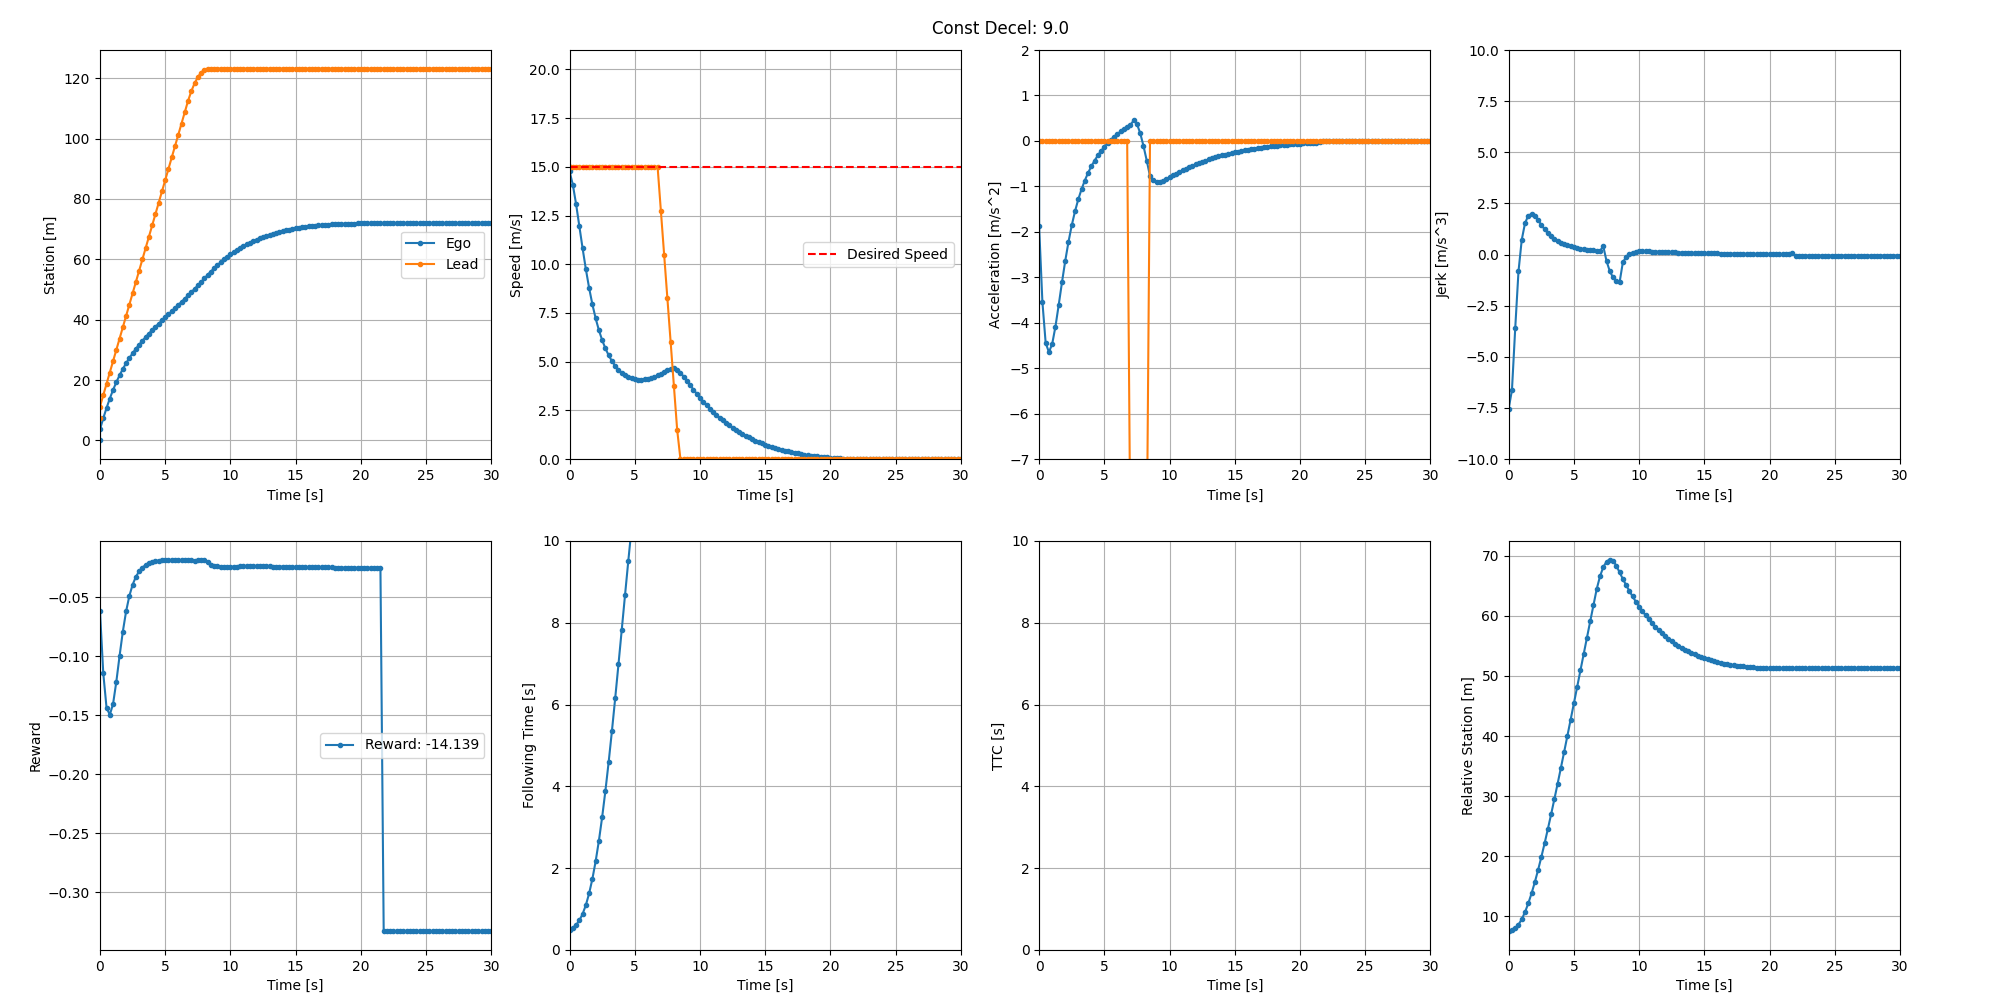 Const Decel: 9.0
120
100
80
60
40
20
0
Station [m]
Ego
Lead
0 5 10 15 20 25 30
Time [s]
20.0
17.5
15.0
12.5
10.0
7.5
5.0
2.5
0.0
Speed [m/s]
Desired Speed
0 5 10 15 20 25 30
Time [s]
2
1
0
−1
−2
−3
−4
−5
−6
−7
Acceleration [m/s^2]
0 5 10 15 20 25 30
Time [s]
10.0
7.5
5.0
2.5
0.0
−2.5
−5.0
−7.5
−10.0
Jerk [m/s^3]
0 5 10 15 20 25 30
Time [s]
−0.05
−0.10
−0.15
−0.20
−0.25
−0.30
Reward
Reward: -14.139
0 5 10 15 20 25 30
Time [s]
10
8
6
4
2
0
Following Time [s]
0 5 10 15 20 25 30
Time [s]
10
8
6
4
2
0
TTC [s]
0 5 10 15 20 25 30
Time [s]
70
60
50
40
30
20
10
Relative Station [m]
0 5 10 15 20 25 30
Time [s]